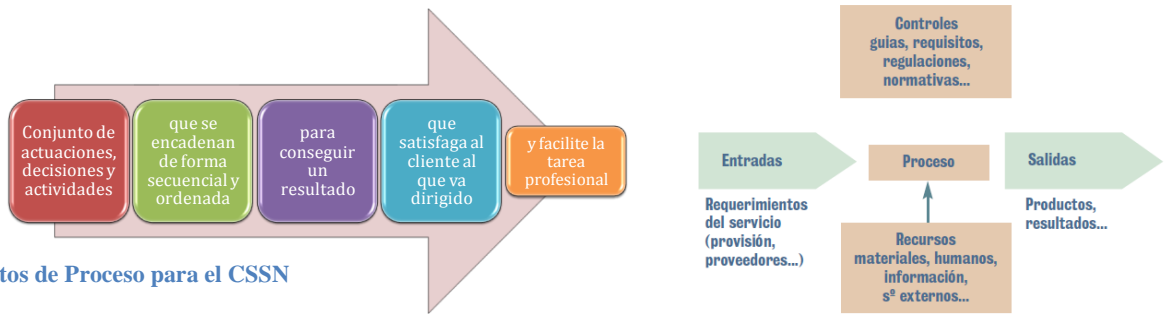 Conjunto de
actuaciones,
decisiones y
actividades
que se
encadenan
de forma
secuencial y
ordenada
para
conseguir
un
resultado
que
satisfaga al
cliente al
que va
dirigido
y facilite la
tarea
profesional
tos de Proceso para el CSSN
Controles
guias, requisitos,
regulaciones,
normativas...
Entradas
Proceso
Salidas
Requerimientos
del servicio
(provisión,
proveedores...)
Productos,
resultados...
Recursos
materiales, humanos,
información,
sº externos...